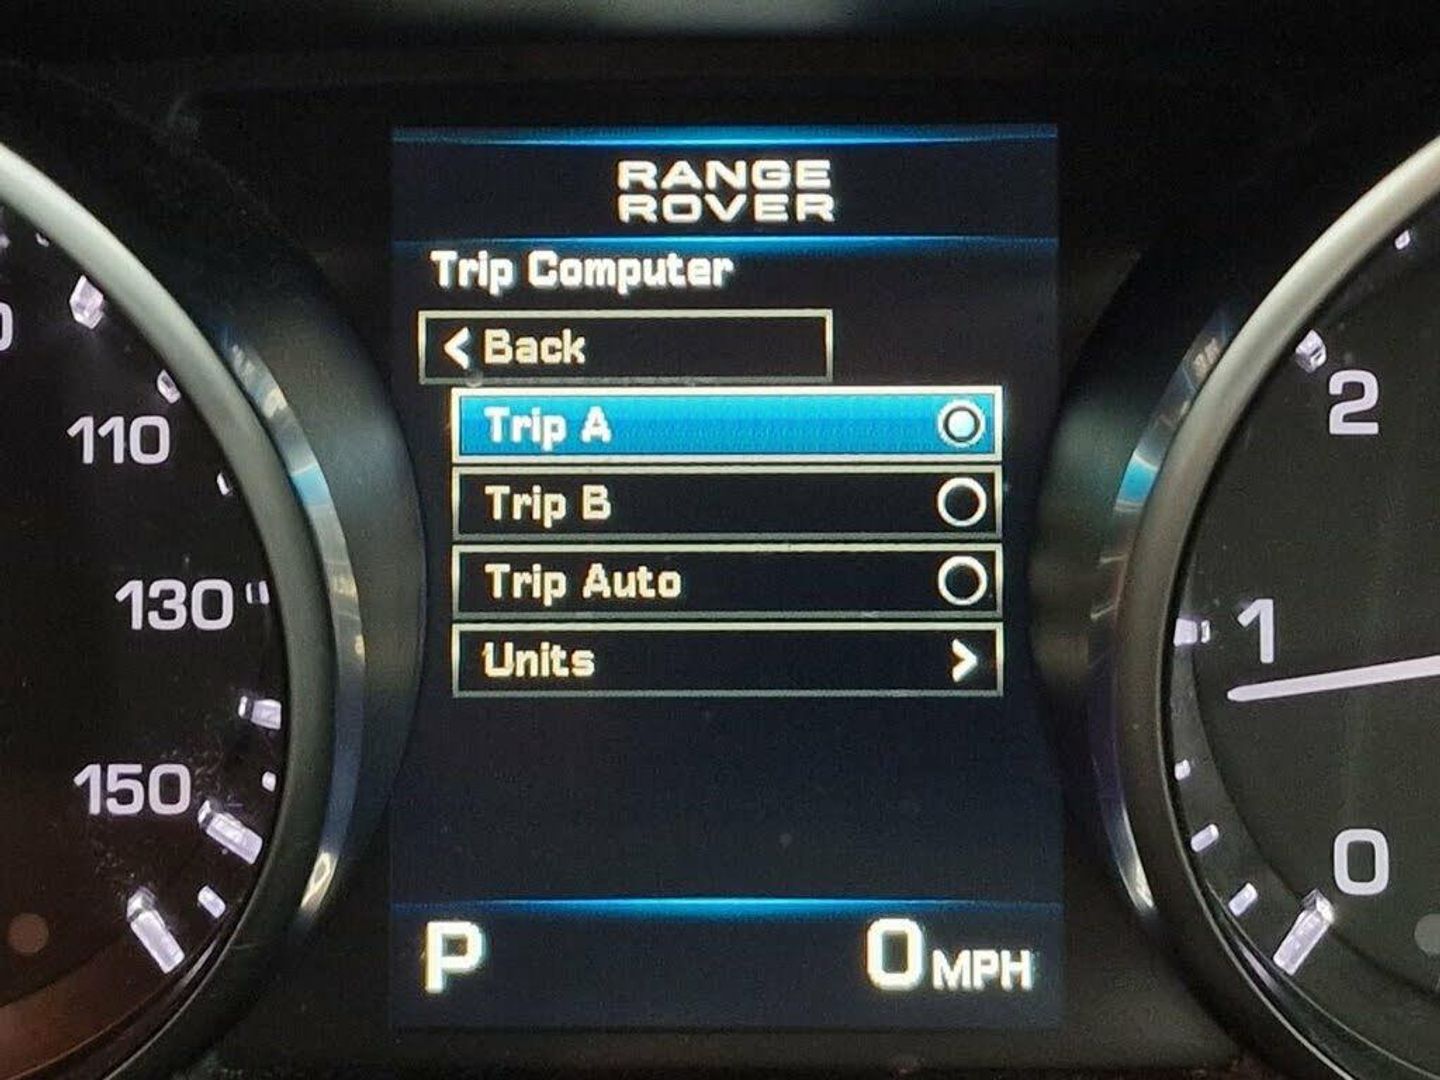 RANGE
ROVER
Trip Computer
Back
Trip A
Trip B
Trip Auto
Units
P
0 MPH
110
130
150
2
1
0